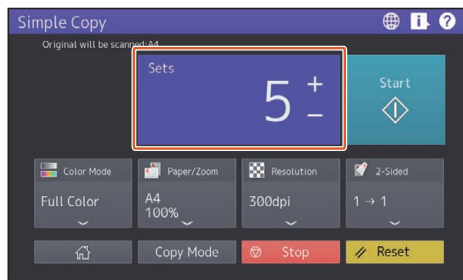 Simple Copy
Original will be scanned:A4
Sets
5 + -
Start
Color Mode
Full Color
Paper/Zoom
A4
100%
Resolution
300dpi
2-Sided
1 → 1
Copy Mode
Stop
Reset